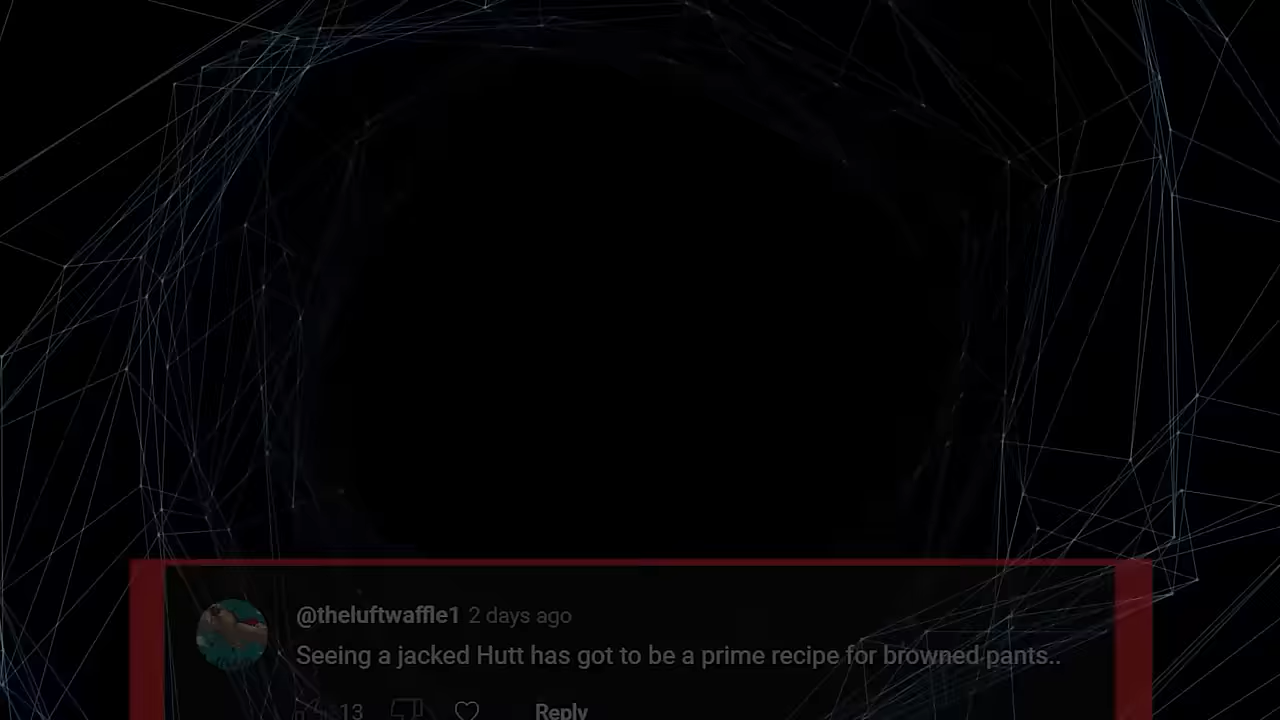 @theluftwaffle1 2 days ago
Seeing a jacked Hutt has got to be a prime recipe for browned pants..
13 Reply